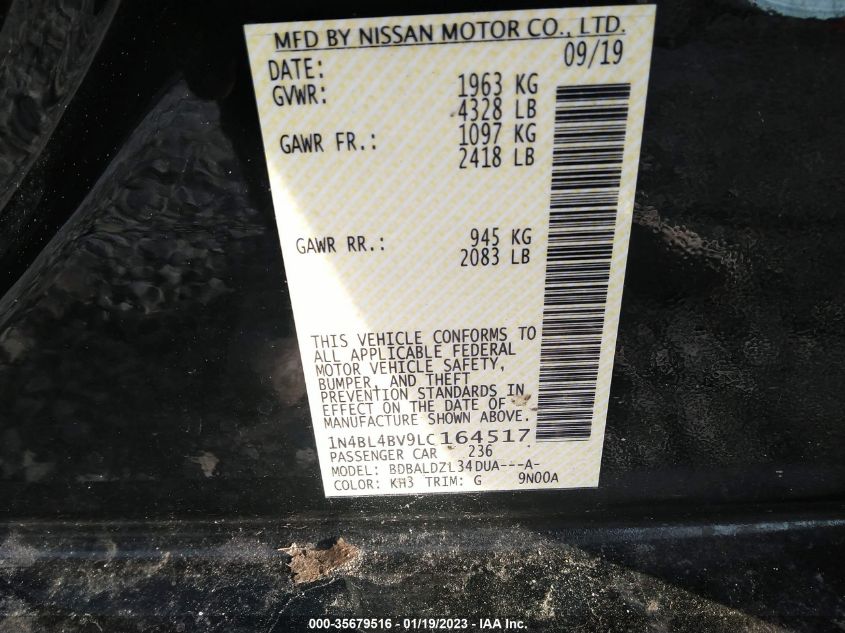 MFD BY NISSAN MOTOR CO., LTD.
DATE: 09/19
GVWR: 1963 KG
4328 LB
GAWR FR.: 1097 KG
2418 LB
GAWR RR.: 945 KG
2083 LB
THIS VEHICLE CONFORMS TO
ALL APPLICABLE FEDERAL
MOTOR VEHICLE SAFETY,
BUMPER, AND THEFT
PREVENTION STANDARDS IN
EFFECT ON THE DATE OF
MANUFACTURE SHOWN ABOVE.
1N4BL4BV9LC164517
PASSENGER CAR 236
MODEL: BDBALDZL34DUA---A-
COLOR: KH3 TRIM: G 9N00A
000-35679516 - 01/19/2023 - IAA Inc.